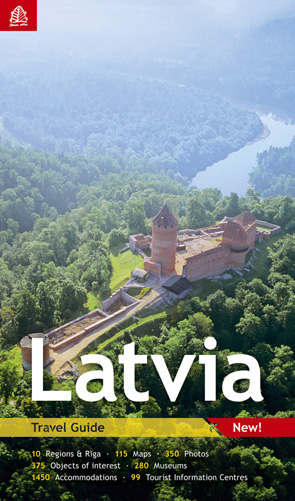 Latvia
Travel Guide New!
10 Regions & Rīga · 115 Maps · 350 Photos
375 Objects of interest · 280 Museums
1450 Accommodations · 99 Tourist Information Centres